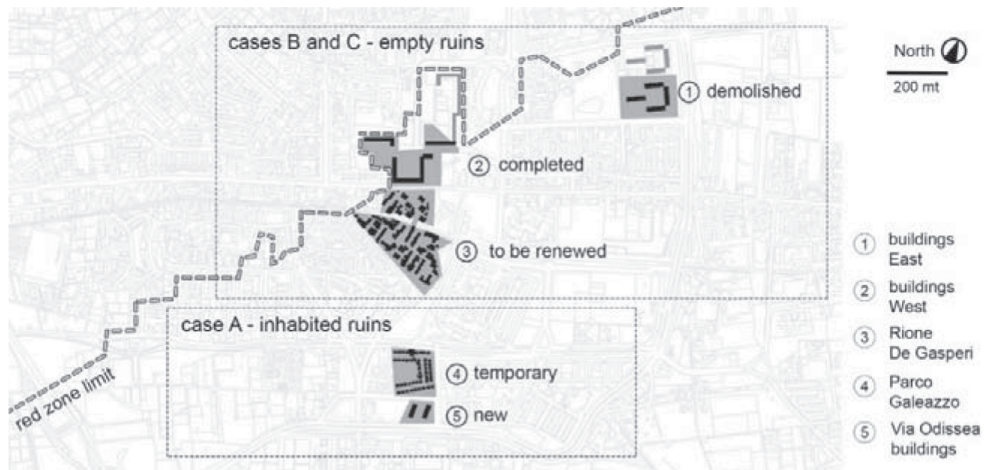 cases B and C - empty ruins
North
200 mt
① demolished
② completed
③ to be renewed
case A - inhabited ruins
④ temporary
⑤ new
red zone limit
① buildings
East
② buildings
West
③ Rione
De Gasperi
④ Parco
Galeazzo
⑤ Via Odissea
buildings